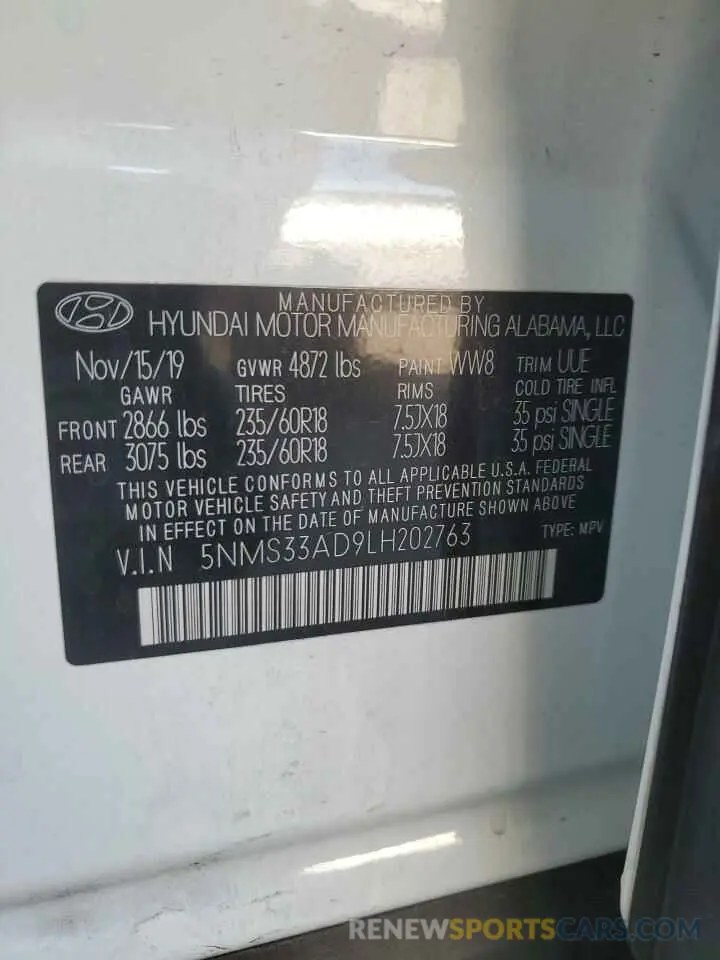 MANUFACTURED BY
HYUNDAI MOTOR MANUFACTURING ALABAMA, LLC
Nov/15/19 GVWR 4872 lbs PAINT WW8 TRIM UUE
GAWR TIRES RIMS COLD TIRE INFL
FRONT 2866 lbs 235/60R18 7.5JX18 35 psi SINGLE
REAR 3075 lbs 235/60R18 7.5JX18 35 psi SINGLE
THIS VEHICLE CONFORMS TO ALL APPLICABLE U.S.A. FEDERAL
MOTOR VEHICLE SAFETY AND THEFT PREVENTION STANDARDS
IN EFFECT ON THE DATE OF MANUFACTURE SHOWN ABOVE
V.I.N 5NMS33AD9LH202763 TYPE: MPV
RENEWSPORTSCARS.COM